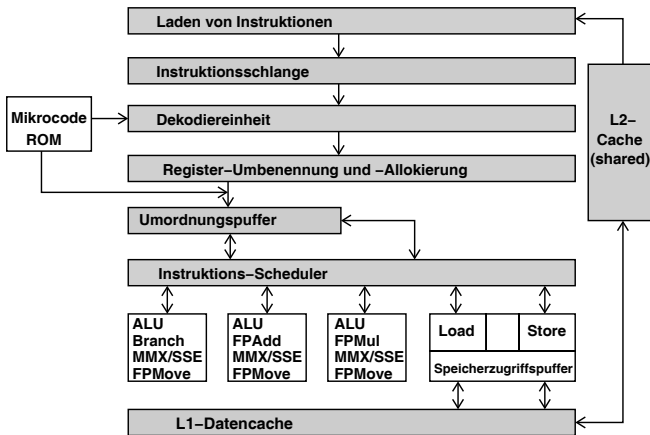 Laden von Instruktionen
Instruktionsschlange
Mikrocode
ROM
Dekodiereinheit
L2−
Cache
(shared)
Register−Umbenennung und −Allokierung
Umordnungspuffer
Instruktions−Scheduler
ALU
Branch
MMX/SSE
FPMove
ALU
FPAdd
MMX/SSE
FPMove
ALU
FPMul
MMX/SSE
FPMove
Load
Store
Speicherzugriffspuffer
L1−Datencache